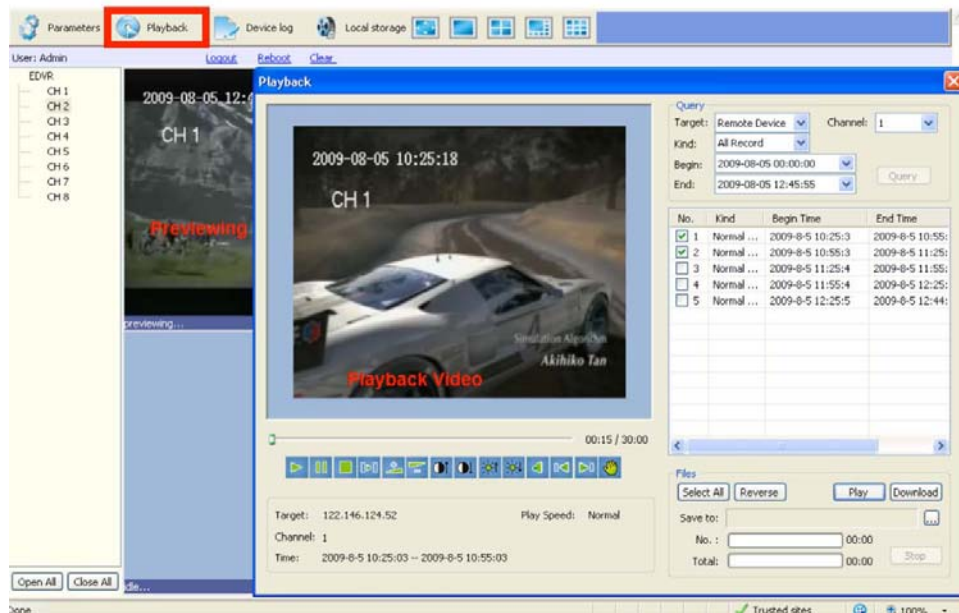 Parameters Playback Device log Local storage
User: Admin Logout Reboot Clear
EDVR
CH 1
CH 2
CH 3
CH 4
CH 5
CH 6
CH 7
CH 8
Open All Close All
2009-08-05 12:4
CH 1
Previewing
previewing...
Playback
2009-08-05 10:25:18
CH 1
Simulation Algorithm
Akihiko Tan
Playback Video
00:15 / 30:00
Target: 122.146.124.52 Play Speed: Normal
Channel: 1
Time: 2009-8-5 10:25:03 -- 2009-8-5 10:55:03
Query
Target: Remote Device Channel: 1
Kind: All Record
Begin: 2009-08-05 00:00:00
End: 2009-08-05 12:45:55
Query
No. Kind Begin Time End Time
1 Normal ... 2009-8-5 10:25:3 2009-8-5 10:55:
2 Normal ... 2009-8-5 10:55:3 2009-8-5 11:25:
3 Normal ... 2009-8-5 11:25:4 2009-8-5 11:55:
4 Normal ... 2009-8-5 11:55:4 2009-8-5 12:25:
5 Normal ... 2009-8-5 12:25:5 2009-8-5 12:44:
Files
Select All Reverse Play Download
Save to: ...
No. : 00:00
Total: 00:00
Stop
Trusted sites 100%